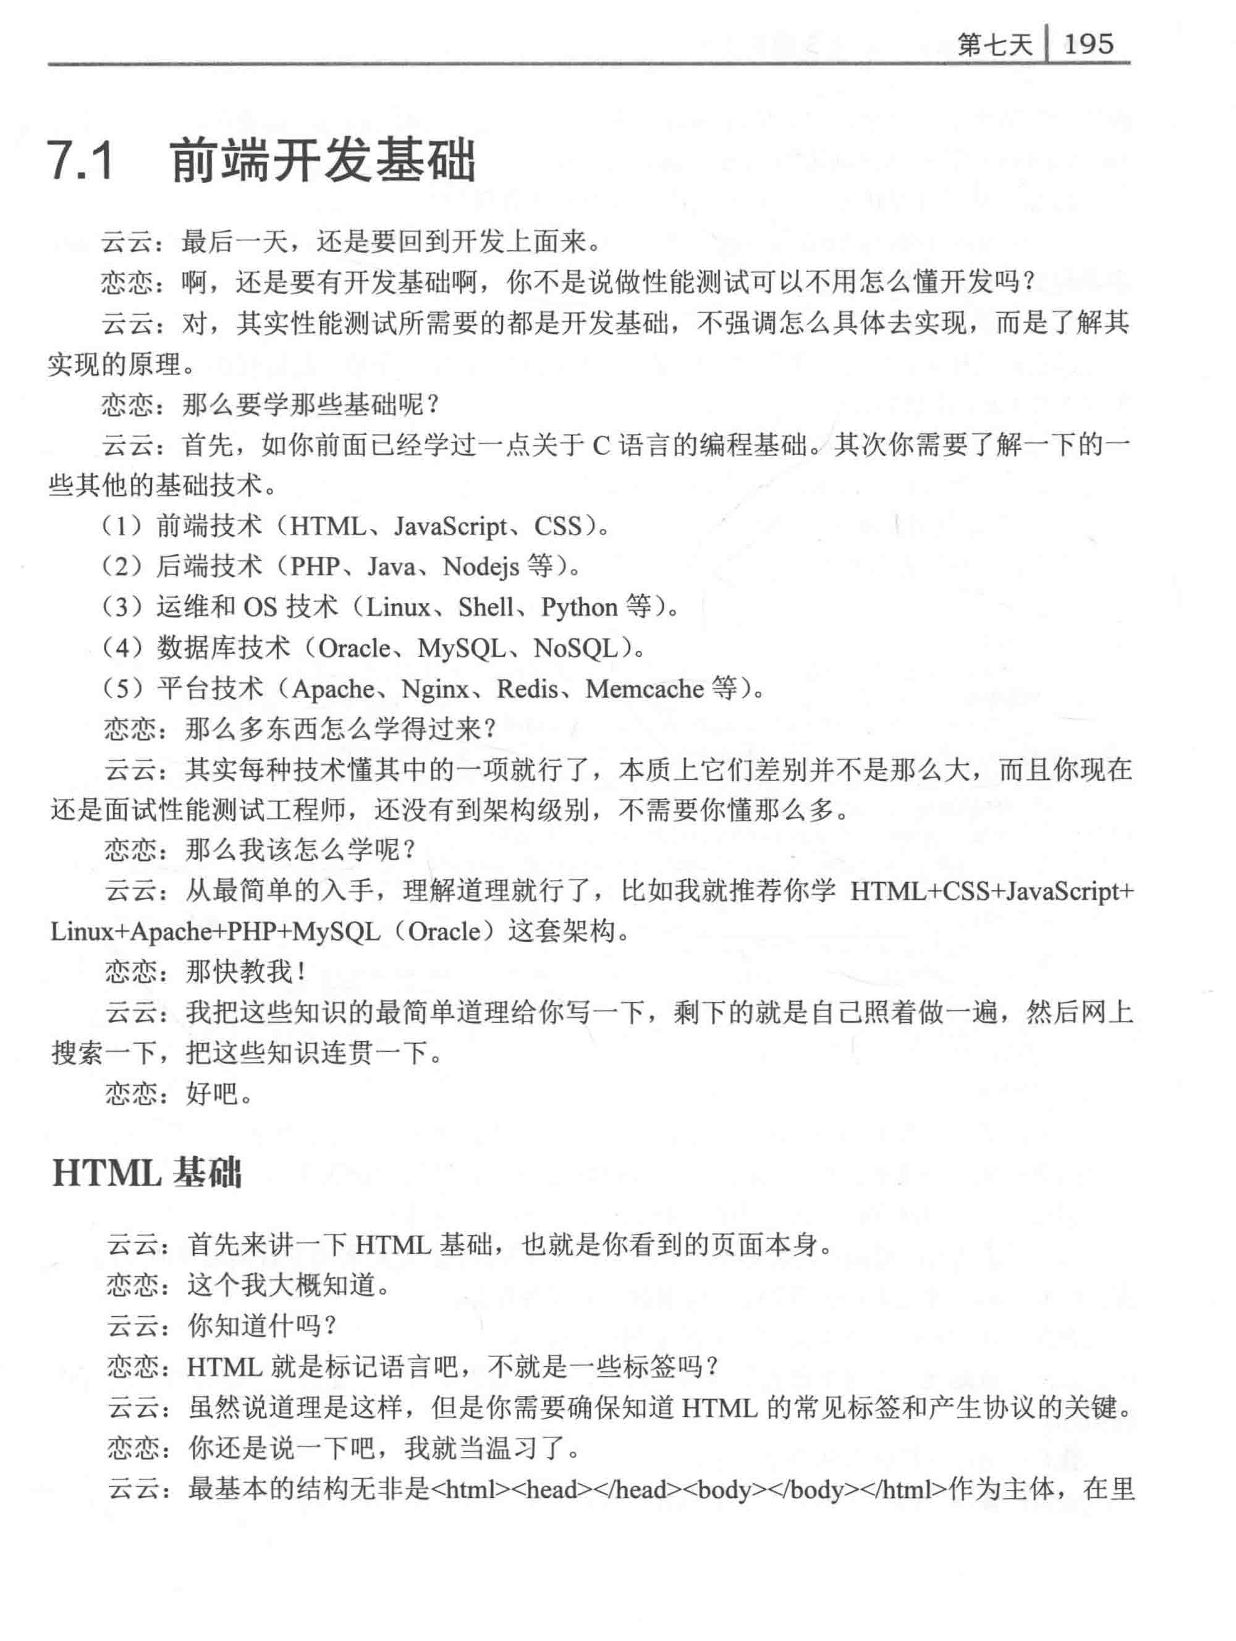 第七天 195
7.1 前端开发基础
云云：最后一天，还是要回到开发上面来。
恋恋：啊，还是要有开发基础啊，你不是说做性能测试可以不用怎么懂开发吗？
云云：对，其实性能测试所需要的都是开发基础，不强调怎么具体去实现，而是了解其
实现的原理。
恋恋：那么要学那些基础呢？
云云：首先，如你前面已经学过一点关于 C 语言的编程基础。其次你需要了解一下的一
些其他的基础技术。
（1）前端技术（HTML、JavaScript、CSS）。
（2）后端技术（PHP、Java、Nodejs 等）。
（3）运维和 OS 技术（Linux、Shell、Python 等）。
（4）数据库技术（Oracle、MySQL、NoSQL）。
（5）平台技术（Apache、Nginx、Redis、Memcache 等）。
恋恋：那么多东西怎么学得过来？
云云：其实每种技术懂其中的一项就行了，本质上它们差别并不是那么大，而且你现在
还是面试性能测试工程师，还没有到架构级别，不需要你懂那么多。
恋恋：那么我该怎么学呢？
云云：从最简单的入手，理解道理就行了，比如我就推荐你学 HTML+CSS+JavaScript+
Linux+Apache+PHP+MySQL（Oracle）这套架构。
恋恋：那快教我！
云云：我把这些知识的最简单道理给你写一下，剩下的就是自己照着做一遍，然后网上
搜索一下，把这些知识连贯一下。
恋恋：好吧。
HTML 基础
云云：首先来讲一下 HTML 基础，也就是你看到的页面本身。
恋恋：这个我大概知道。
云云：你知道什吗？
恋恋：HTML 就是标记语言吧，不就是一些标签吗？
云云：虽然说道理是这样，但是你需要确保知道 HTML 的常见标签和产生协议的关键。
恋恋：你还是说一下吧，我就当温习了。
云云：最基本的结构无非是<html><head></head><body></body></html>作为主体，在里